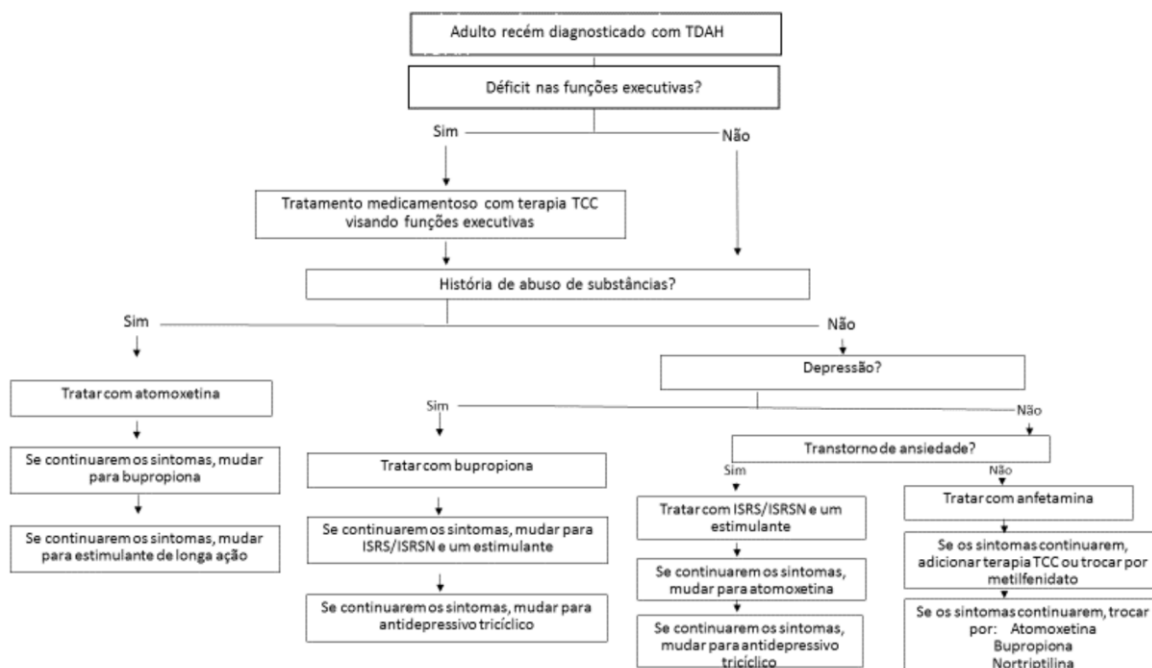 Adulto recém diagnosticado com TDAH
Déficit nas funções executivas?
Sim
Não
Tratamento medicamentoso com terapia TCC
visando funções executivas
História de abuso de substâncias?
Sim
Não
Depressão?
Tratar com atomoxetina
Sim
Não
Se continuarem os sintomas, mudar
para bupropiona
Tratar com bupropiona
Transtorno de ansiedade?
Sim
Não
Se continuarem os sintomas, mudar
para estimulante de longa ação
Se continuarem os sintomas, mudar para
ISRS/ISRSN e um estimulante
Se continuarem os sintomas, mudar para
antidepressivo tricíclico
Tratar com ISRS/ISRSN e um
estimulante
Se continuarem os sintomas,
mudar para atomoxetina
Se continuarem os sintomas,
mudar para antidepressivo
tricíclico
Tratar com anfetamina
Se os sintomas continuarem,
adicionar terapia TCC ou trocar por
metilfenidato
Se os sintomas continuarem, trocar
por: Atomoxetina
Bupropiona
Nortriptilina